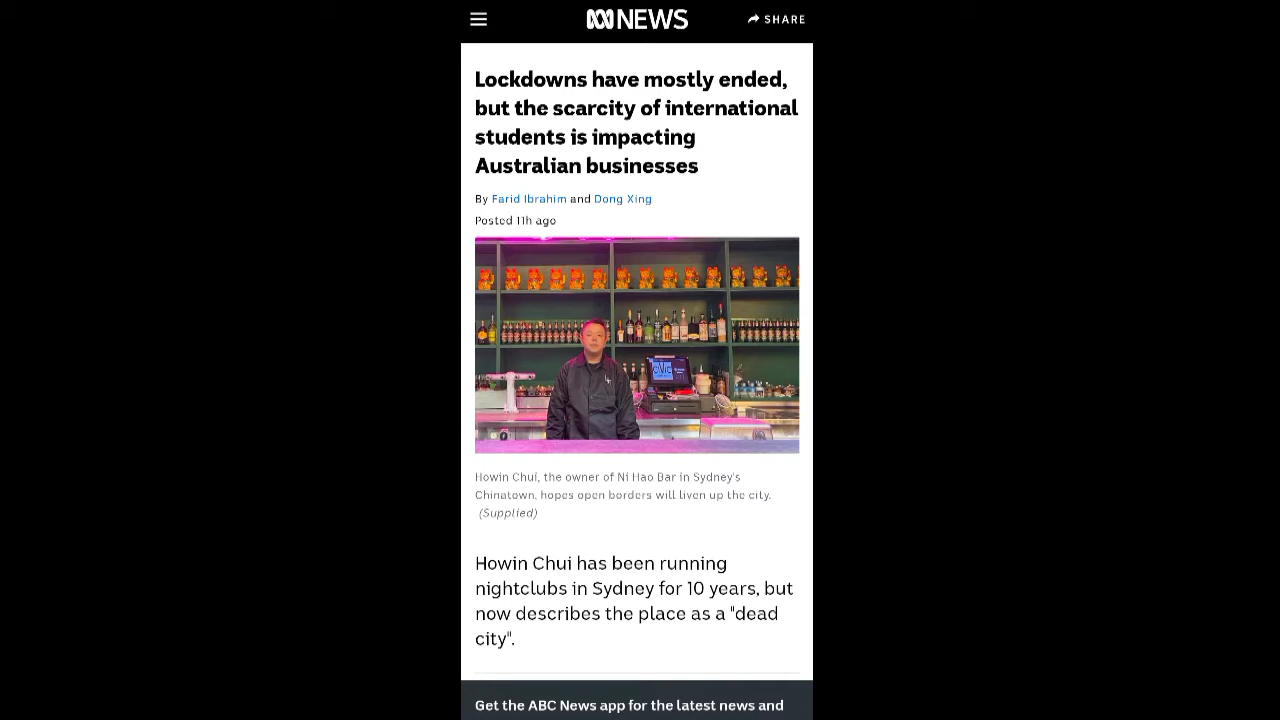 NEWS
SHARE
Lockdowns have mostly ended,
but the scarcity of international
students is impacting
Australian businesses
By Farid Ibrahim and Dong Xing
Posted 11h ago
Howin Chui, the owner of Ni Hao Bar in Sydney's
Chinatown, hopes open borders will liven up the city.
(Supplied)
Howin Chui has been running
nightclubs in Sydney for 10 years, but
now describes the place as a "dead
city".
Get the ABC News app for the latest news and